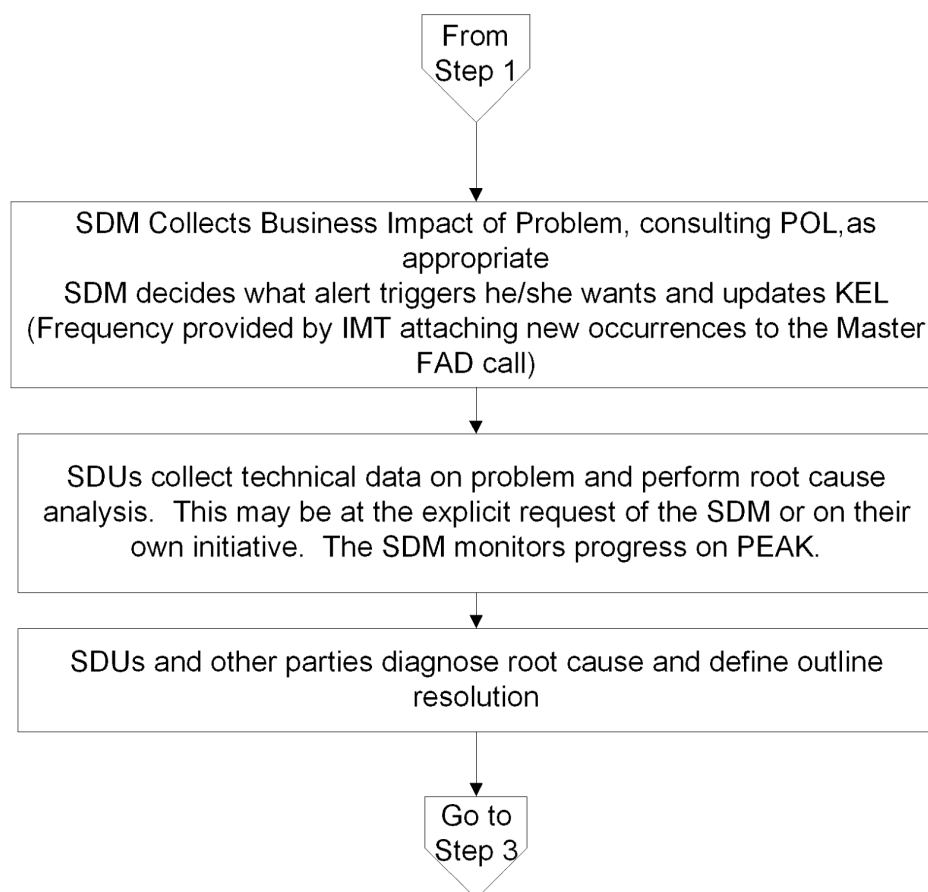 From
Step 1
SDM Collects Business Impact of Problem, consulting POL,as
appropriate
SDM decides what alert triggers he/she wants and updates KEL
(Frequency provided by IMT attaching new occurrences to the Master
FAD call)
SDUs collect technical data on problem and perform root cause
analysis. This may be at the explicit request of the SDM or on their
own initiative. The SDM monitors progress on PEAK.
SDUs and other parties diagnose root cause and define outline
resolution
Go to
Step 3